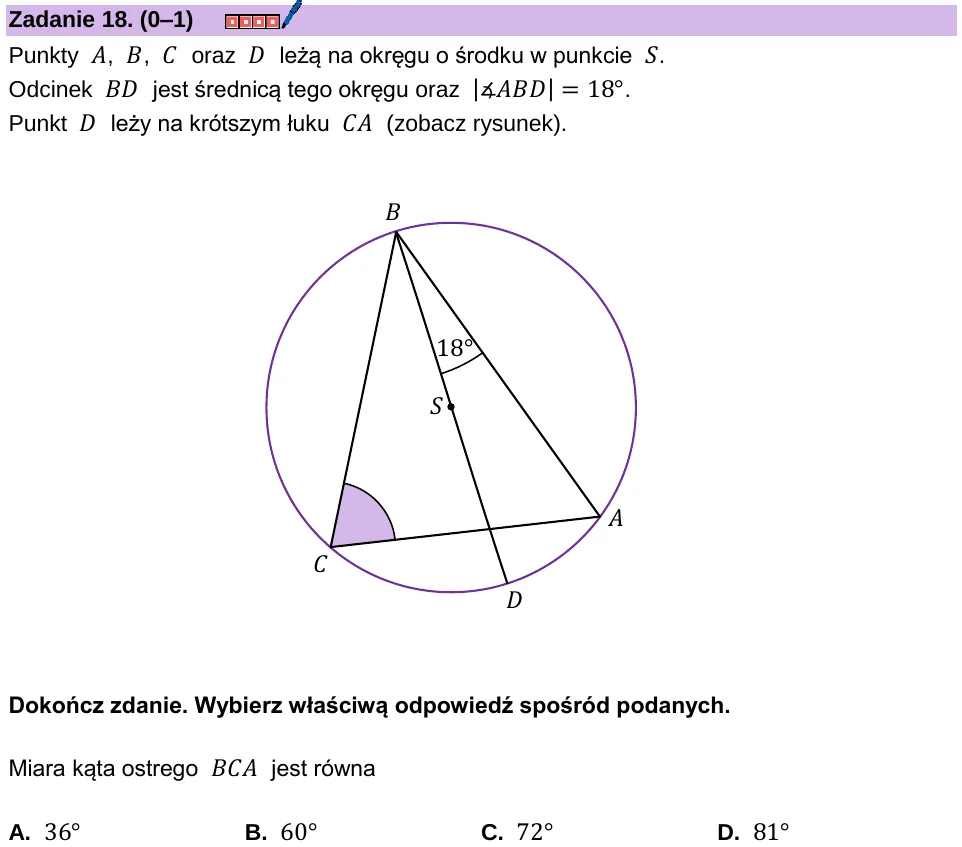 Zadanie 18. (0–1)
Punkty A, B, C oraz D leżą na okręgu o środku w punkcie S.
Odcinek BD jest średnicą tego okręgu oraz |∡ABD| = 18°.
Punkt D leży na krótszym łuku CA (zobacz rysunek).
B
18°
S
A
C
D
Dokończ zdanie. Wybierz właściwą odpowiedź spośród podanych.
Miara kąta ostrego BCA jest równa
A. 36° B. 60° C. 72° D. 81°